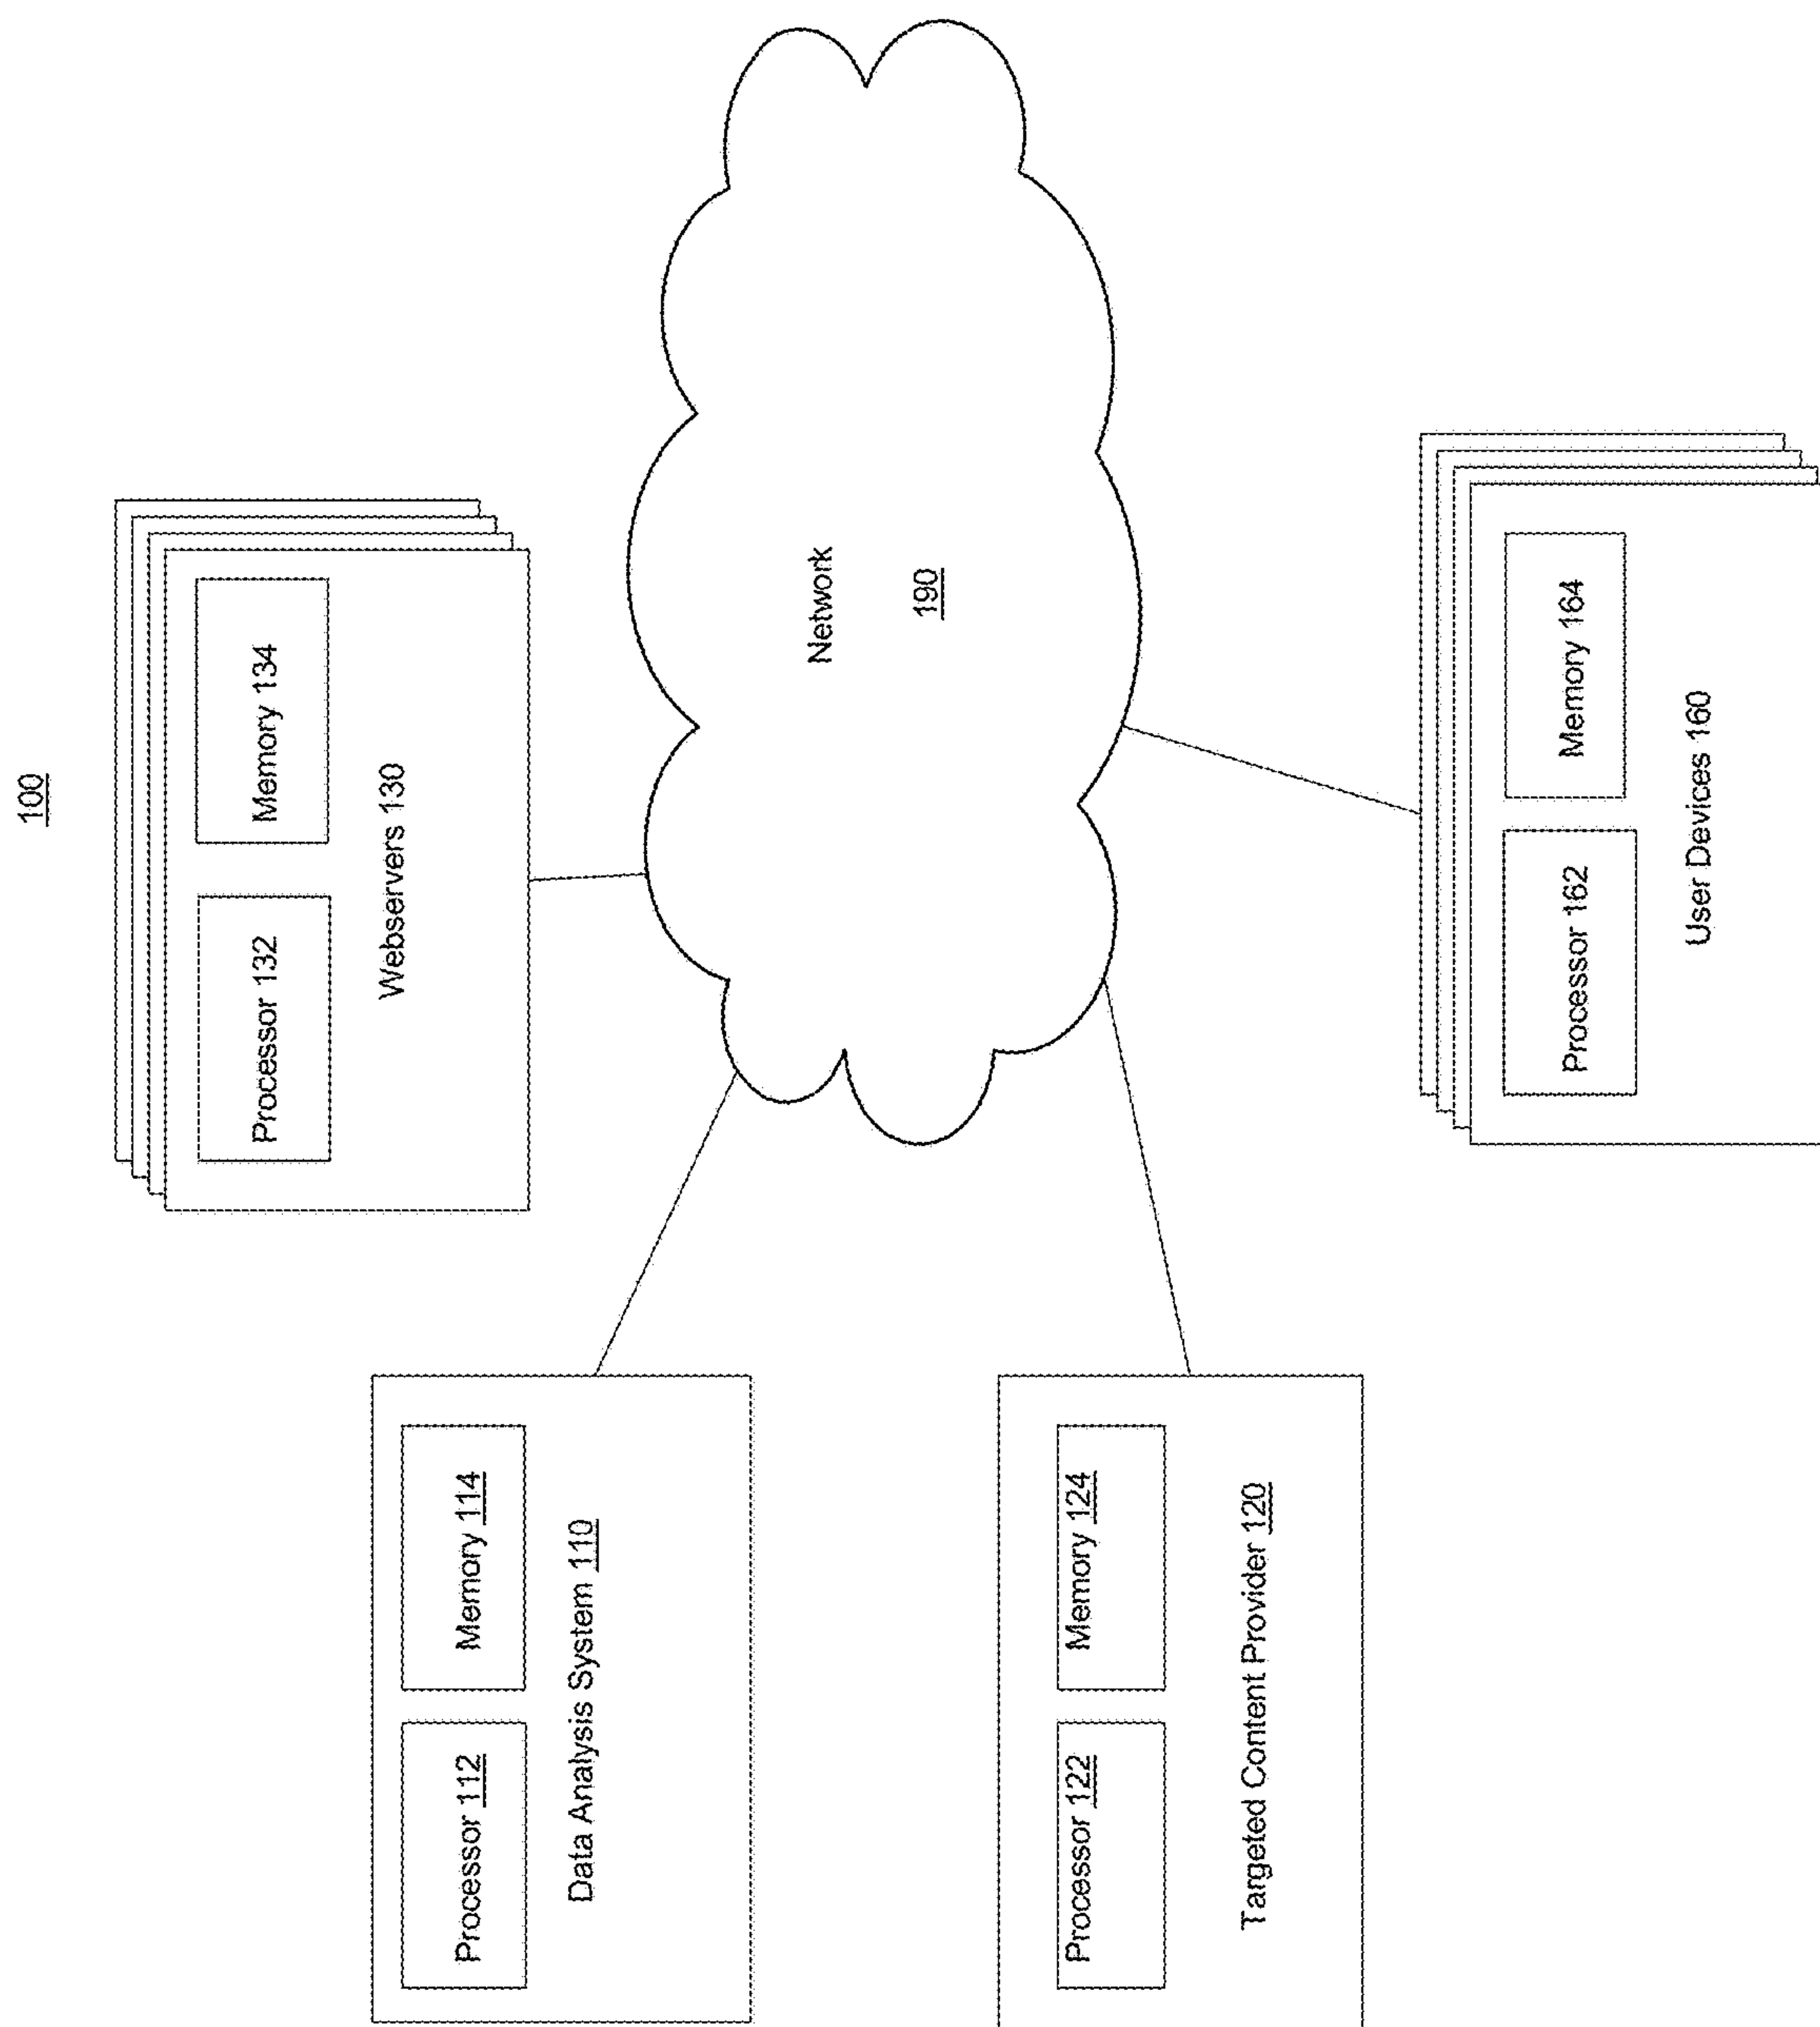 100
Processor 132
Memory 134
Webservers 130
Processor 112
Memory 114
Data Analysis System 110
Network
190
Processor 122
Memory 124
Targeted Content Provider 120
Processor 162
Memory 164
User Devices 160